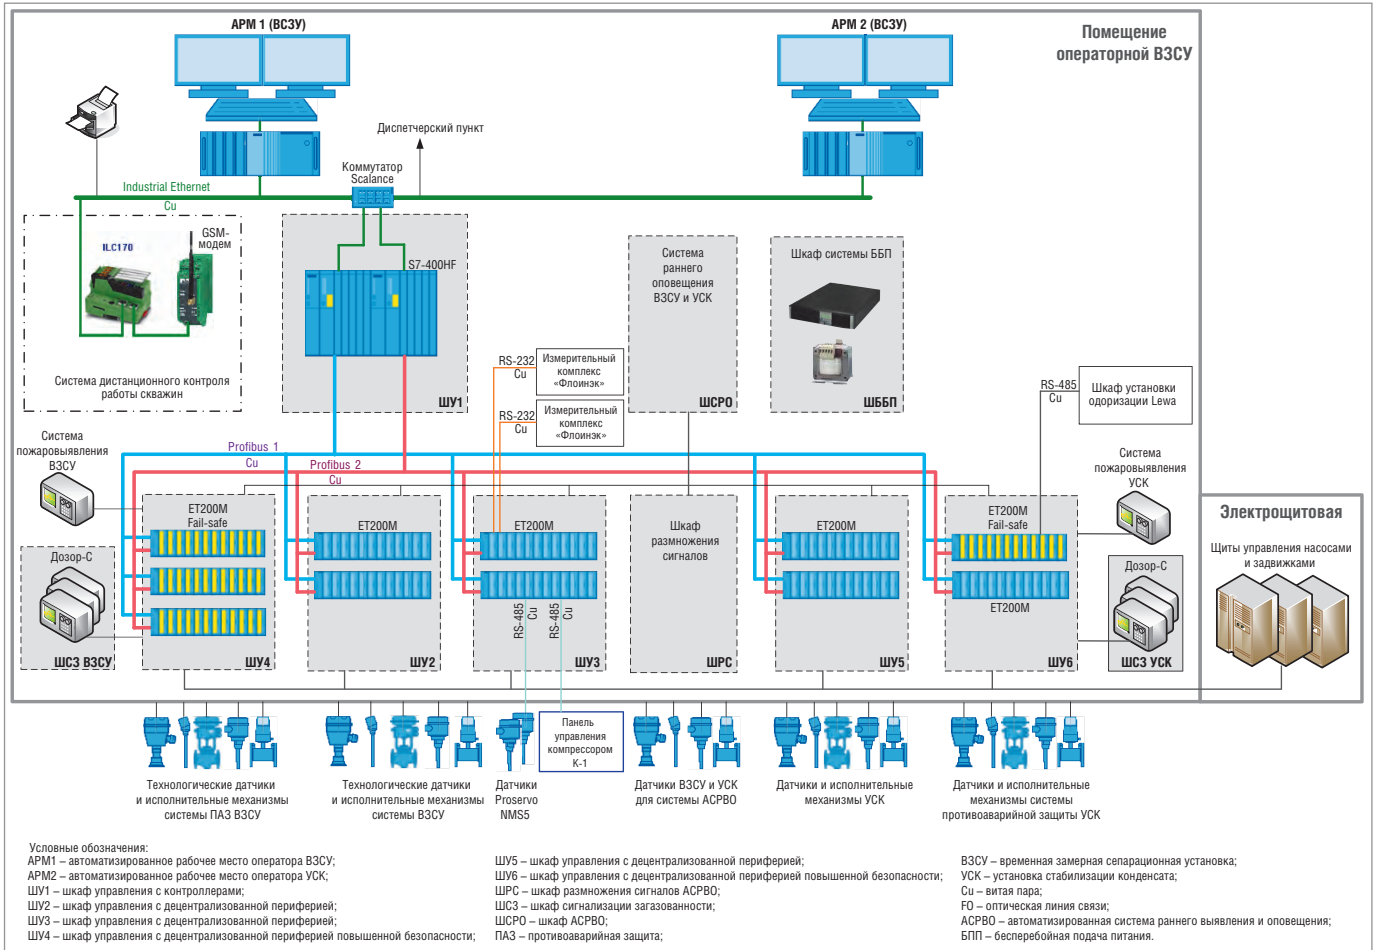 АРМ 1 (ВСЗУ)
АРМ 2 (ВСЗУ)
Помещение
операторной ВЗСУ
Диспетчерский пункт
Коммутатор
Scalance
Industrial Ethernet
Cu
GSM-
модем
ILC170
Система дистанционного контроля
работы скважин
S7-400HF
ШУ1
Система
раннего
оповещения
ВЗСУ и УСК
ШСРО
Шкаф системы ББП
ШББП
RS-232
Cu
Измерительный
комплекс
«Флоинэк»
RS-232
Cu
Измерительный
комплекс
«Флоинэк»
RS-485
Cu
Шкаф установки
одоризации Lewa
Система
пожаровыявления
ВЗСУ
Profibus 1
Cu
Profibus 2
Cu
Система
пожаровыявления
УСК
Дозор-С
ШСЗ ВЗСУ
ET200M
Fail-safe
ШУ4
ET200M
ШУ2
ET200M
RS-485
Cu
RS-485
Cu
ШУ3
Шкаф
размножения
сигналов
ШРС
ET200M
ШУ5
ET200M
Fail-safe
ET200M
ШУ6
Дозор-С
ШСЗ УСК
Электрощитовая
Щиты управления насосами
и задвижками
Технологические датчики
и исполнительные механизмы
системы ПАЗ ВЗСУ
Технологические датчики
и исполнительные механизмы
системы ВЗСУ
Датчики
Proservo
NMS5
Панель
управления
компрессором
К-1
Датчики ВЗСУ и УСК
для системы АСРВО
Датчики и исполнительные
механизмы УСК
Датчики и исполнительные
механизмы системы
противоаварийной защиты УСК
Условные обозначения:
АРМ1 – автоматизированное рабочее место оператора ВЗСУ;
АРМ2 – автоматизированное рабочее место оператора УСК;
ШУ1 – шкаф управления с контроллерами;
ШУ2 – шкаф управления с децентрализованной периферией;
ШУ3 – шкаф управления с децентрализованной периферией;
ШУ4 – шкаф управления с децентрализованной периферией повышенной безопасности;
ШУ5 – шкаф управления с децентрализованной периферией;
ШУ6 – шкаф управления с децентрализованной периферией повышенной безопасности;
ШРС – шкаф размножения сигналов АСРВО;
ШСЗ – шкаф сигнализации загазованности;
ШСРО – шкаф АСРВО;
ПАЗ – противоаварийная защита;
ВЗСУ – временная замерная сепарационная установка;
УСК – установка стабилизации конденсата;
Cu – витая пара;
FO – оптическая линия связи;
АСРВО – автоматизированная система раннего выявления и оповещения;
БПП – бесперебойная подача питания.